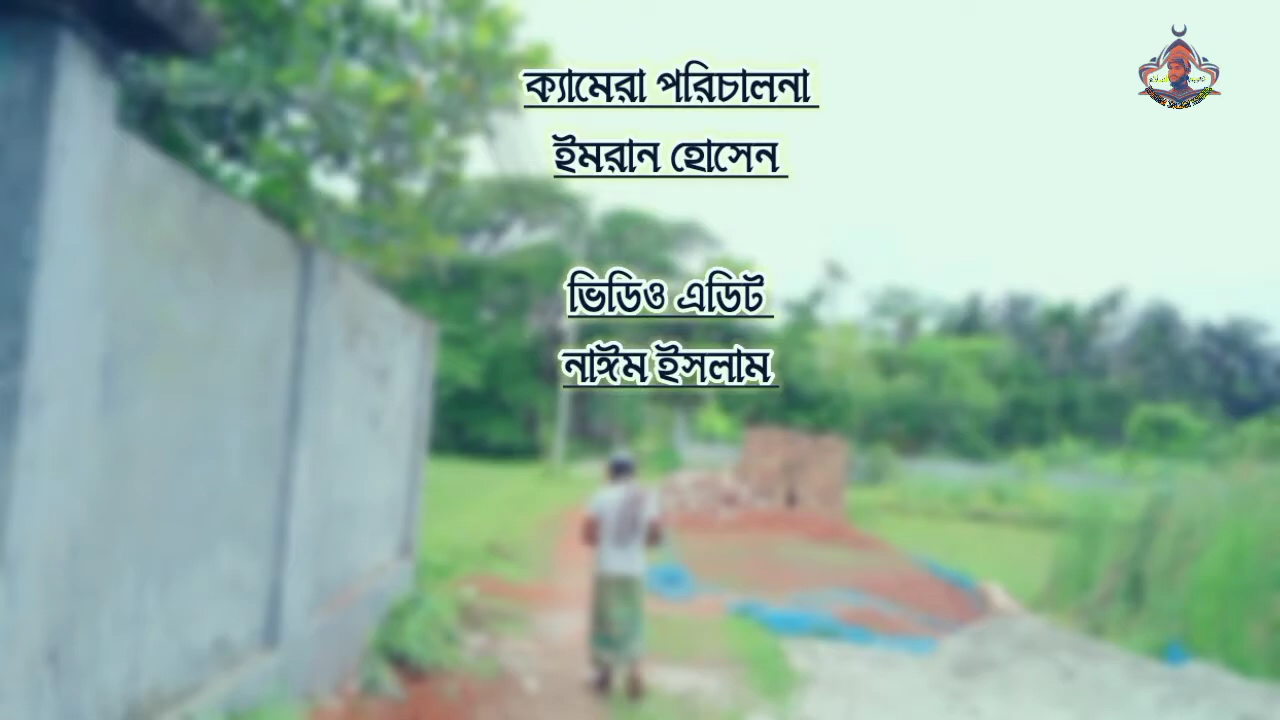 ক্যামেরা পরিচালনা
ইমরান হোসেন
ভিডিও এডিট
নাঈম ইসলাম